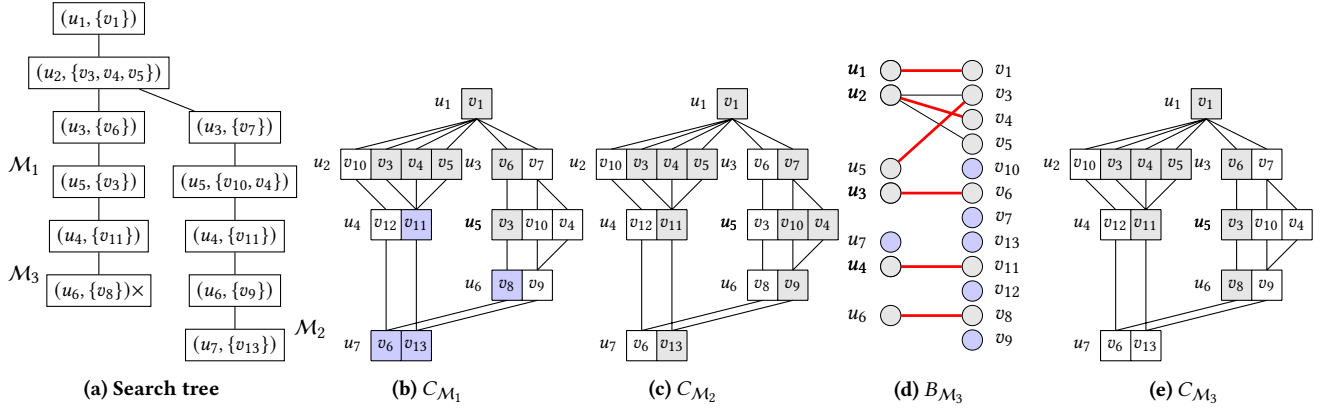 (u₁, {v₁})
(u₂, {v₃, v₄, v₅})
(u₃, {v₆})
(u₃, {v₇})
M₁
(u₅, {v₃})
(u₅, {v₁₀, v₄})
(u₄, {v₁₁})
(u₄, {v₁₁})
M₃
(u₆, {v₈})×
(u₆, {v₉})
(u₇, {v₁₃})
M₂
(a) Search tree
u₁ v₁
u₂ v₁₀ v₃ v₄ v₅ u₃ v₆ v₇
u₄ v₁₂ v₁₁ u₅ v₃ v₁₀ v₄
u₆ v₈ v₉
u₇ v₆ v₁₃
(b) C_M₁
u₁ v₁
u₂ v₁₀ v₃ v₄ v₅ u₃ v₆ v₇
u₄ v₁₂ v₁₁ u₅ v₃ v₁₀ v₄
u₆ v₈ v₉
u₇ v₆ v₁₃
(c) C_M₂
u₁ v₁
u₂ v₃
v₄
v₅
u₅ v₁₀
u₃ v₆
v₇
u₇ v₁₃
u₄ v₁₁
v₁₂
u₆ v₈
v₉
(d) B_M₃
u₁ v₁
u₂ v₁₀ v₃ v₄ v₅ u₃ v₆ v₇
u₄ v₁₂ v₁₁ u₅ v₃ v₁₀ v₄
u₆ v₈ v₉
u₇ v₆ v₁₃
(e) C_M₃